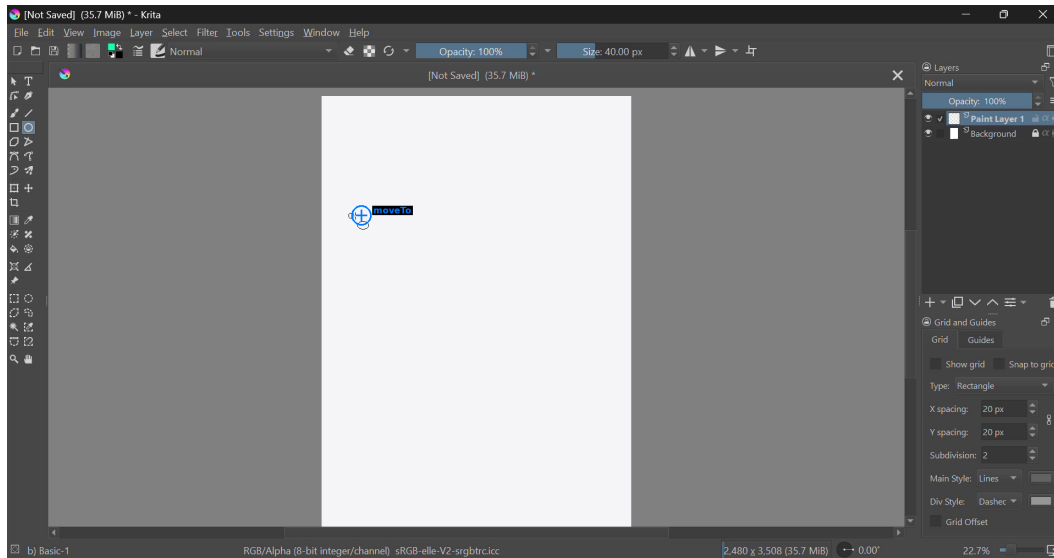 [Not Saved] (35.7 MiB) * - Krita
File Edit View Image Layer Select Filter Tools Settings Window Help
Normal
Opacity: 100%
Size: 40.00 px
[Not Saved] (35.7 MiB) *
moveTo
Layers
Normal
Opacity: 100%
Paint Layer 1
Background
Grid and Guides
Grid Guides
Show grid Snap to grid
Type: Rectangle
X spacing: 20 px
Y spacing: 20 px
Subdivision: 2
Main Style: Lines
Div Style: Dashec
Grid Offset
b) Basic-1
RGB/Alpha (8-bit integer/channel) sRGB-elle-V2-srgbtrc.icc
2,480 x 3,508 (35.7 MiB)
0.00°
22.7%